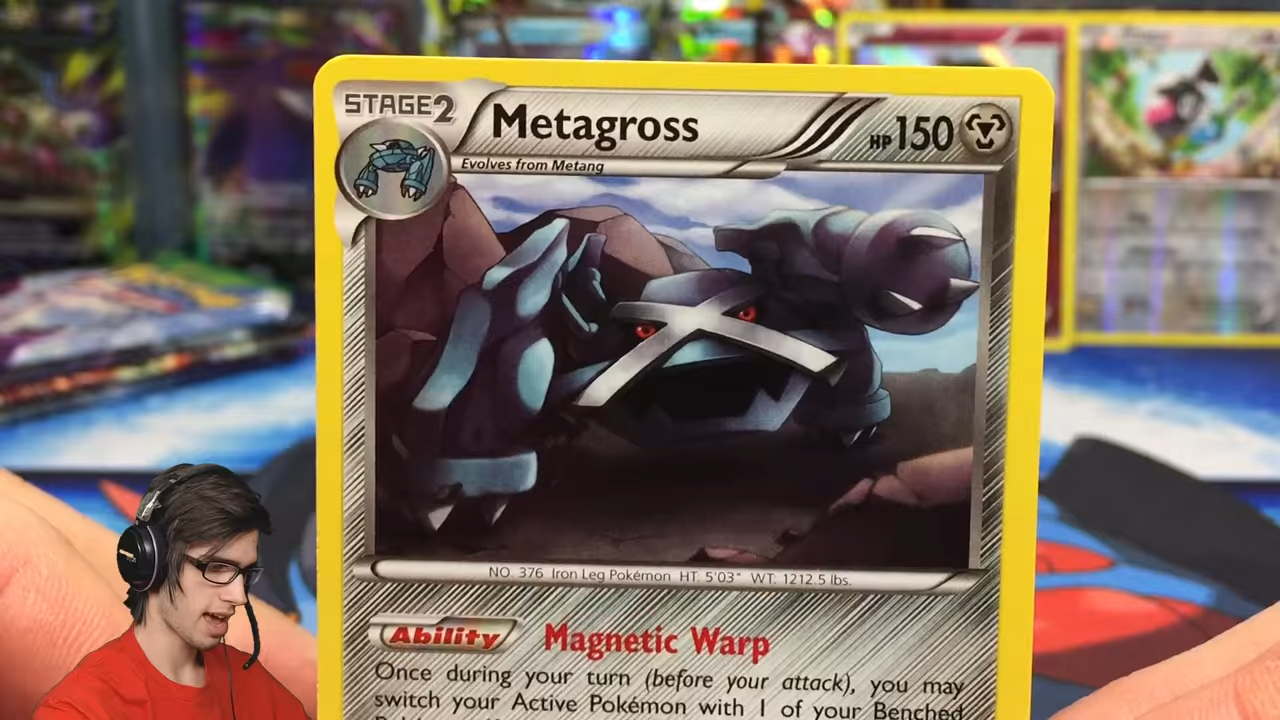 STAGE2
Metagross
HP 150
Evolves from Metang
NO. 376 Iron Leg Pokémon HT. 5'03" WT. 1212.5 lbs.
Ability Magnetic Warp
Once during your turn (before your attack), you may
switch your Active Pokémon with 1 of your Benched